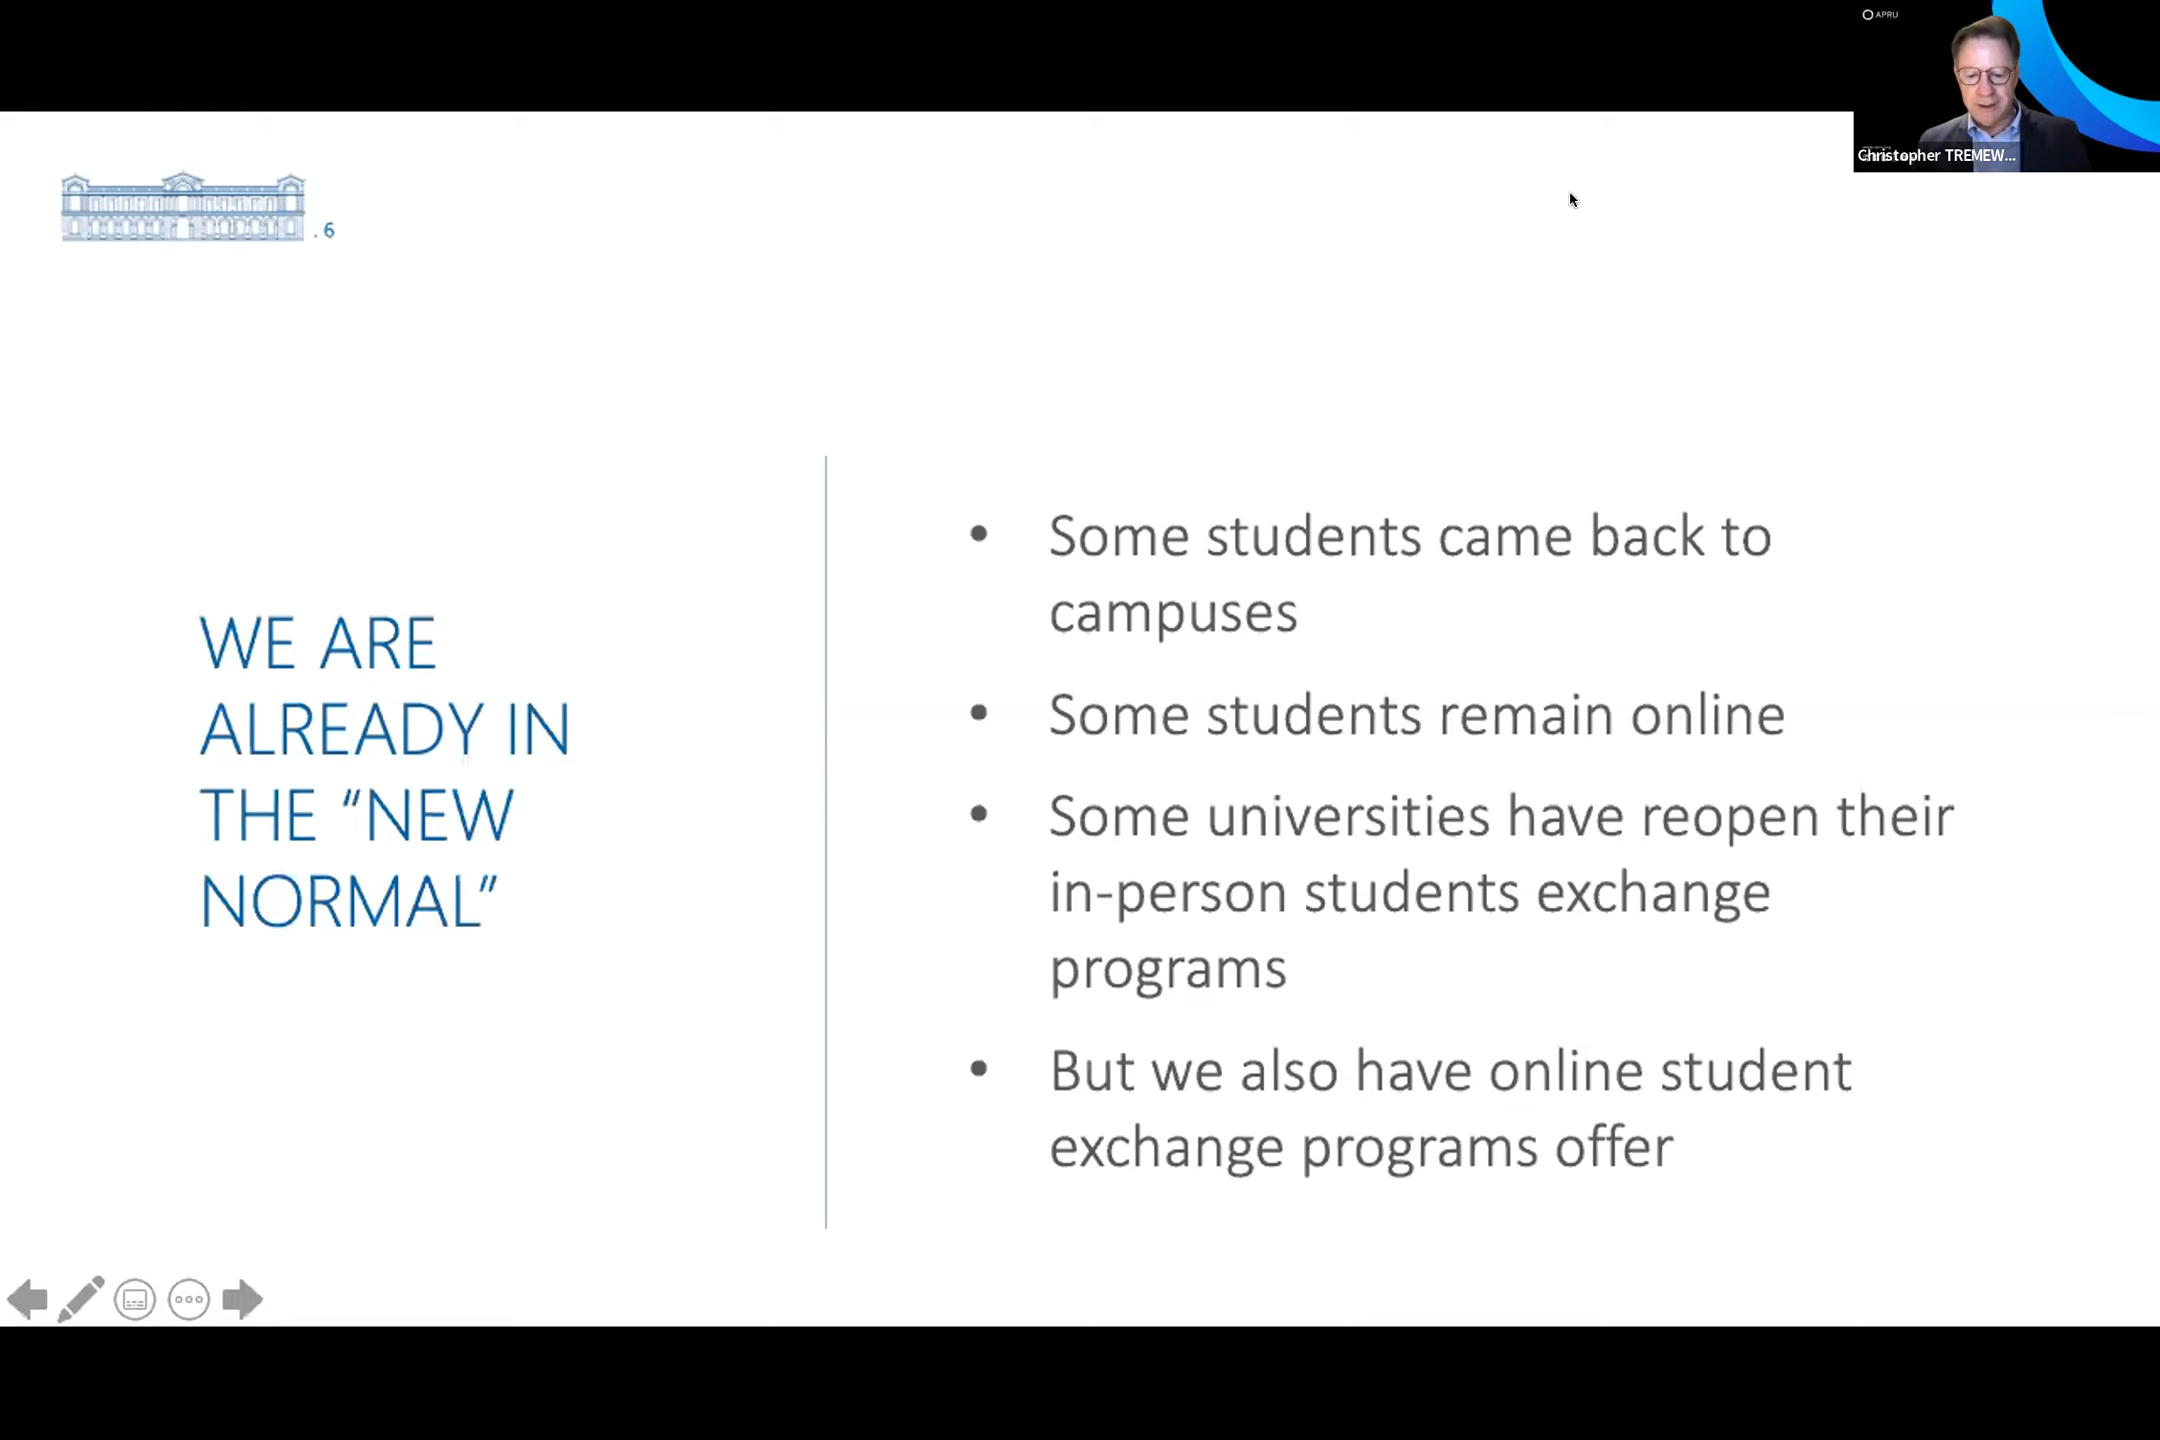 APRU
Christopher TREMEW...
. 6
WE ARE
ALREADY IN
THE “NEW
NORMAL”
• Some students came back to
campuses
• Some students remain online
• Some universities have reopen their
in-person students exchange
programs
• But we also have online student
exchange programs offer